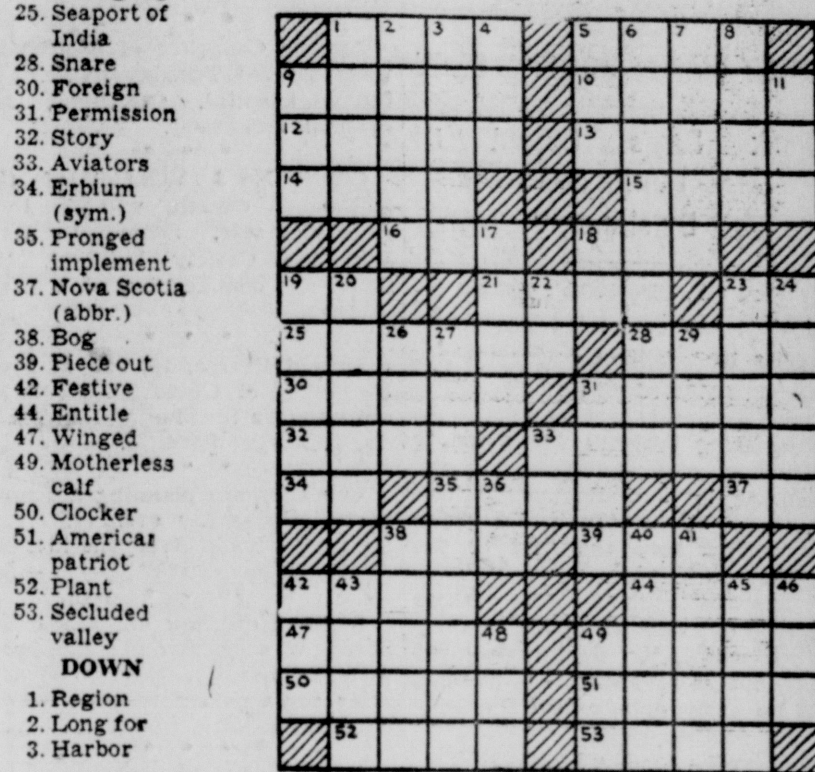 25. Seaport of
India
28. Snare
30. Foreign
31. Permission
32. Story
33. Aviators
34. Erbium
(sym.)
35. Pronged
implement
37. Nova Scotia
(abbr.)
38. Bog
39. Piece out
42. Festive
44. Entitle
47. Winged
49. Motherless
calf
50. Clocker
51. American
patriot
52. Plant
53. Secluded
valley
DOWN
1. Region
2. Long for
3. Harbor
1 2 3 4 5 6 7 8
9 10 11
12 13
14 15
16 17 18
19 20 21 22 23 24
25 26 27 28 29
30 31
32 33
34 35 36 37
38 39 40 41
42 43 44 45 46
47 48 49
50 51
52 53